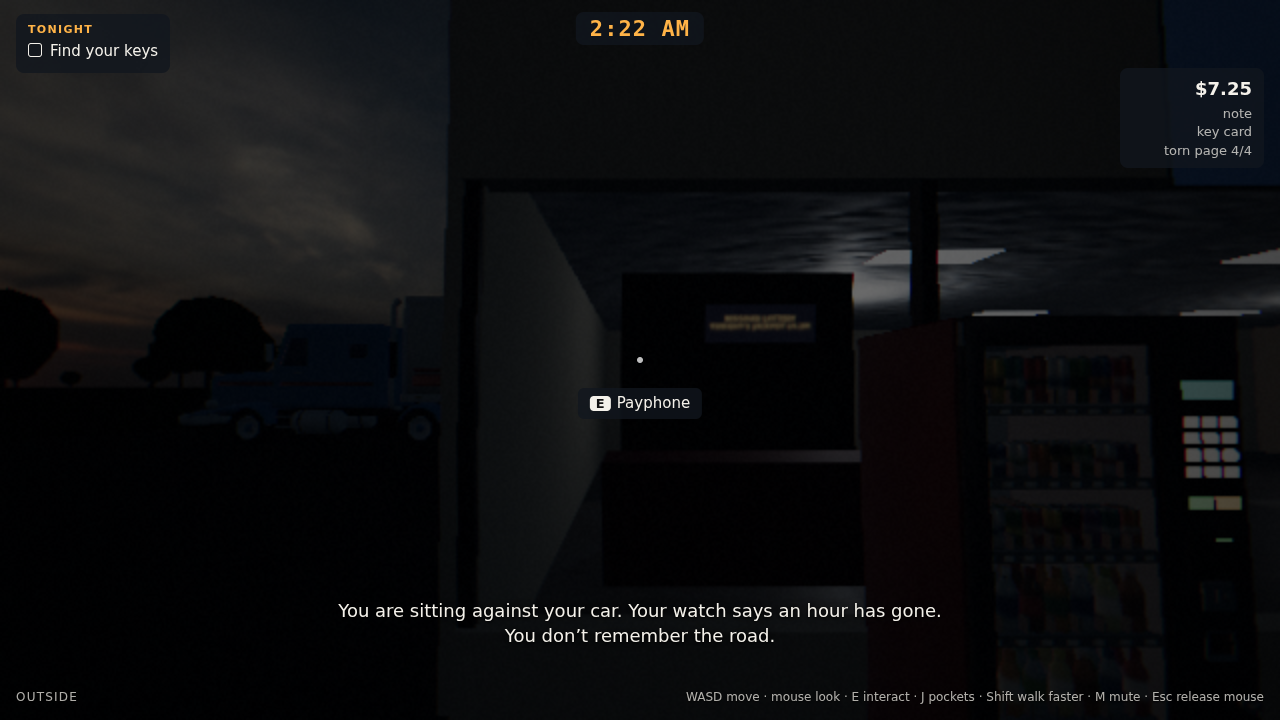 TONIGHT
Find your keys
2:22 AM
$7.25
note
key card
torn page 4/4
E Payphone
You are sitting against your car. Your watch says an hour has gone.
You don’t remember the road.
OUTSIDE
WASD move · mouse look · E interact · J pockets · Shift walk faster · M mute · Esc release mouse